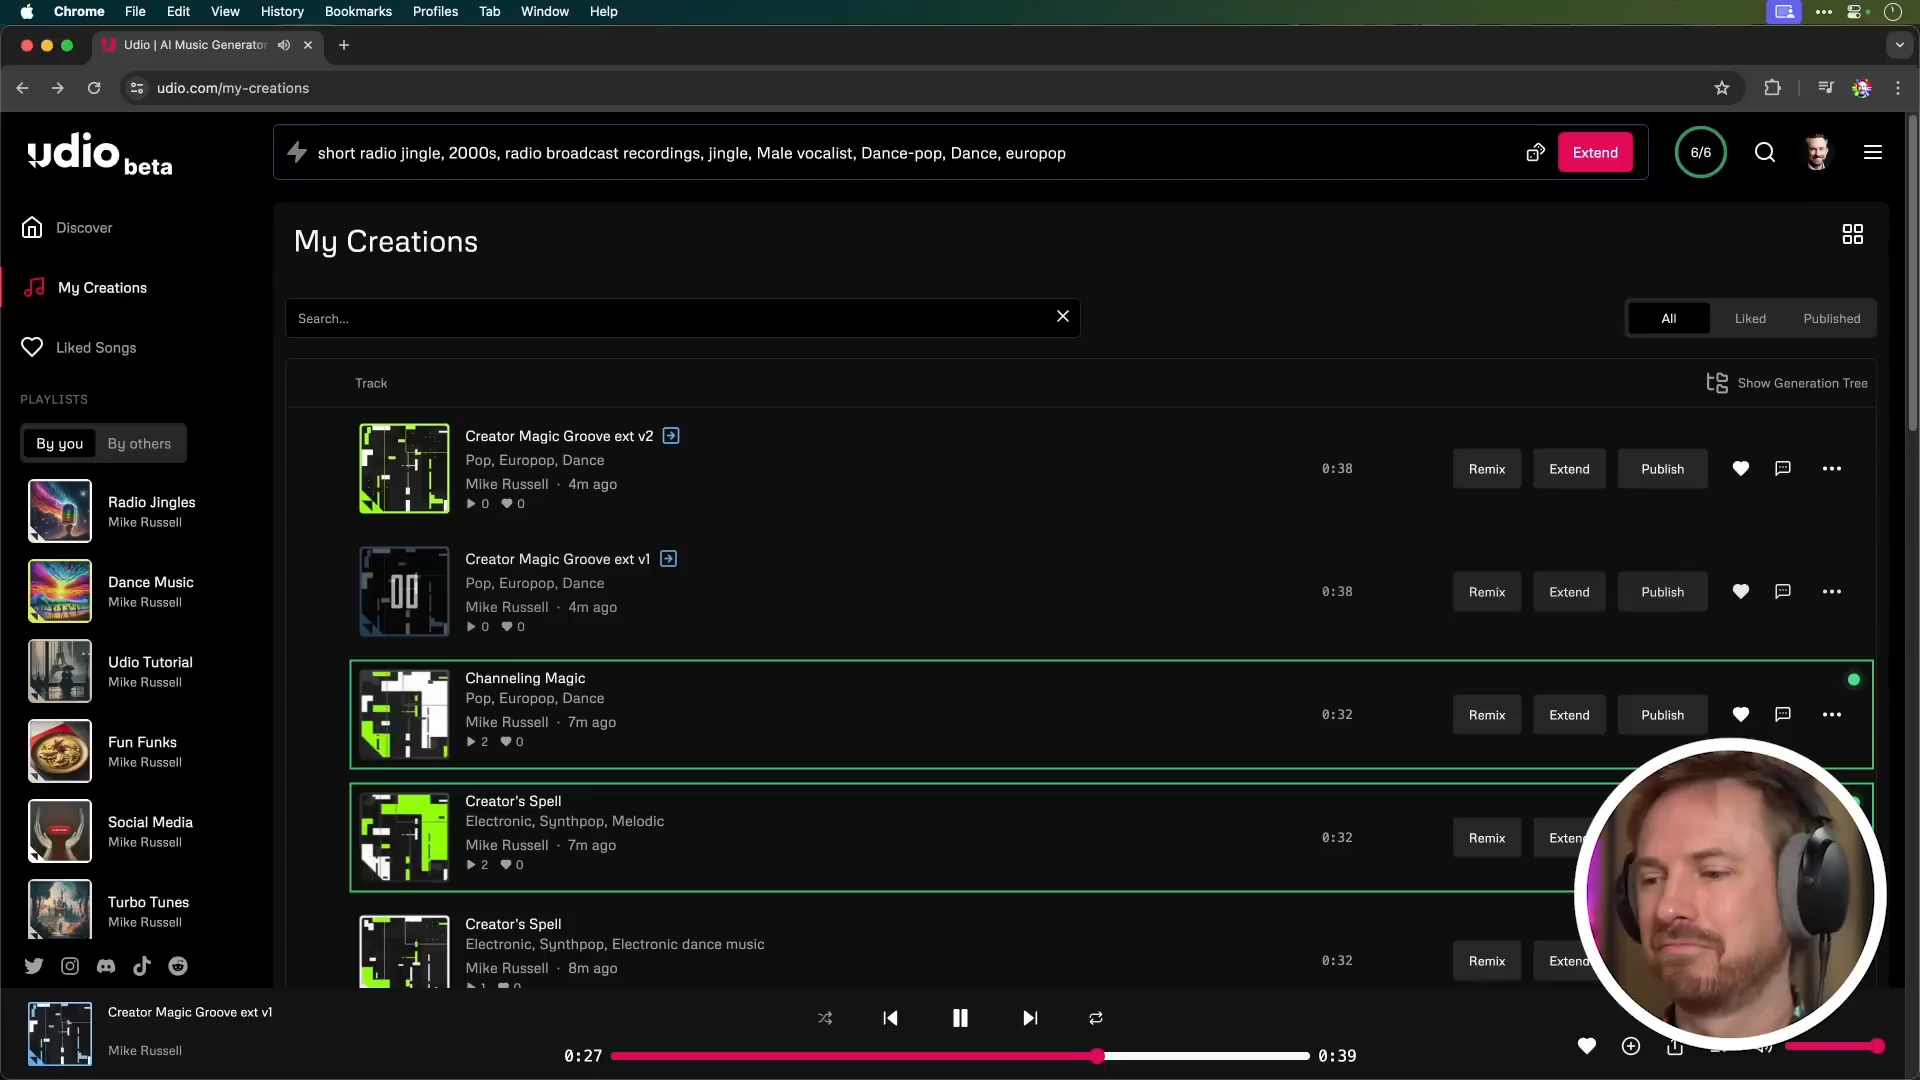 Chrome File Edit View History Bookmarks Profiles Tab Window Help
Udio | AI Music Generator
udio.com/my-creations
udio beta
short radio jingle, 2000s, radio broadcast recordings, jingle, Male vocalist, Dance-pop, Dance, europop
Extend
6/6
Discover
My Creations
Liked Songs
PLAYLISTS
By you By others
Radio Jingles
Mike Russell
Dance Music
Mike Russell
Udio Tutorial
Mike Russell
Fun Funks
Mike Russell
Social Media
Mike Russell
Turbo Tunes
Mike Russell
My Creations
Search...
All Liked Published
Track Show Generation Tree
Creator Magic Groove ext v2
Pop, Europop, Dance
Mike Russell · 4m ago
0 0
0:38 Remix Extend Publish
Creator Magic Groove ext v1
Pop, Europop, Dance
Mike Russell · 4m ago
0 0
0:38 Remix Extend Publish
Channeling Magic
Pop, Europop, Dance
Mike Russell · 7m ago
2 0
0:32 Remix Extend Publish
Creator's Spell
Electronic, Synthpop, Melodic
Mike Russell · 7m ago
2 0
0:32 Remix Exten
Creator's Spell
Electronic, Synthpop, Electronic dance music
Mike Russell · 8m ago
1 0
0:32 Remix Extend
Creator Magic Groove ext v1
Mike Russell
0:27 0:39